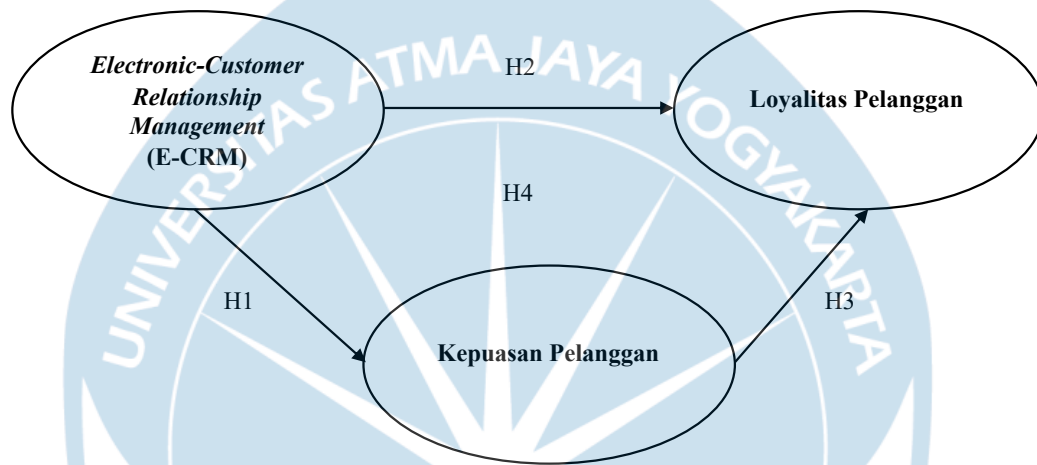 UNIVERSITAS ATMA JAYA YOGYAKARTA
Electronic-Customer
Relationship
Management
(E-CRM)
H2
Loyalitas Pelanggan
H4
H1
H3
Kepuasan Pelanggan